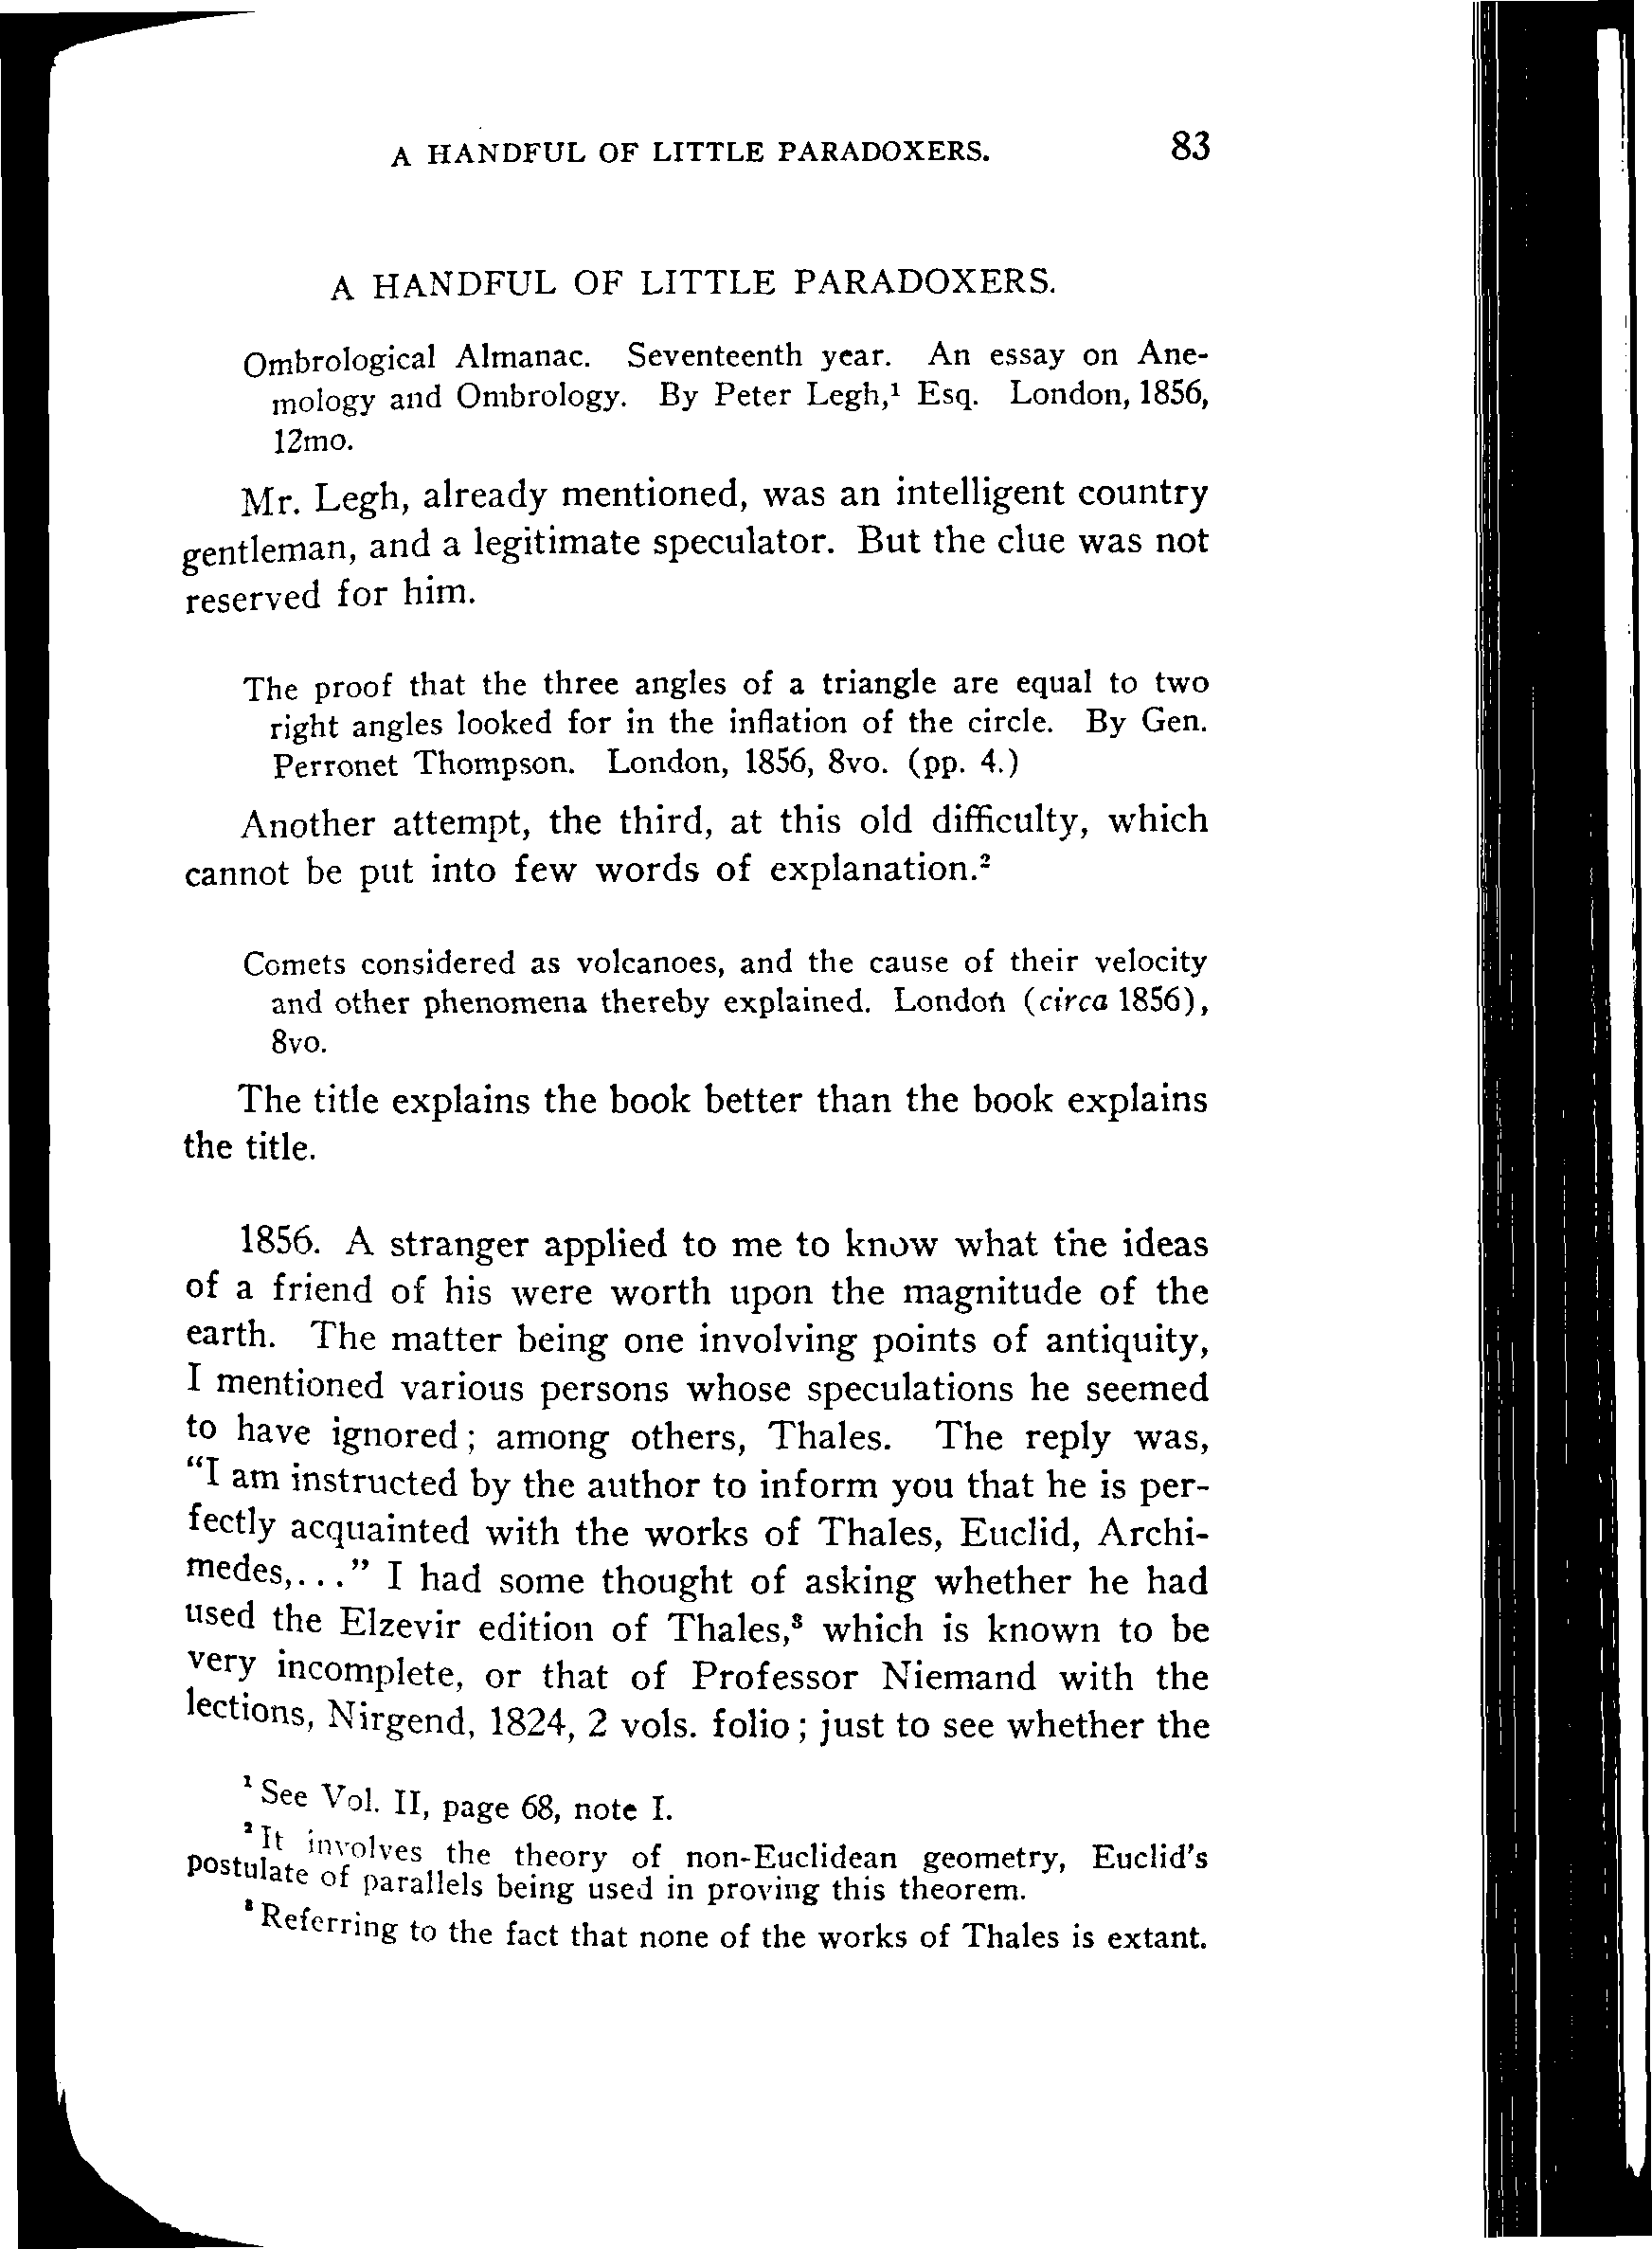 A HANDFUL OF LITTLE PARADOXERS. 83
A HANDFUL OF LITTLE PARADOXERS.
Ombrological Almanac. Seventeenth year. An essay on Ane-
mology and Ombrology. By Peter Legh,¹ Esq. London, 1856,
12mo.
Mr. Legh, already mentioned, was an intelligent country
gentleman, and a legitimate speculator. But the clue was not
reserved for him.
The proof that the three angles of a triangle are equal to two
right angles looked for in the inflation of the circle. By Gen.
Perronet Thompson. London, 1856, 8vo. (pp. 4.)
Another attempt, the third, at this old difficulty, which
cannot be put into few words of explanation.²
Comets considered as volcanoes, and the cause of their velocity
and other phenomena thereby explained. London (circa 1856),
8vo.
The title explains the book better than the book explains
the title.
1856. A stranger applied to me to know what the ideas
of a friend of his were worth upon the magnitude of the
earth. The matter being one involving points of antiquity,
I mentioned various persons whose speculations he seemed
to have ignored; among others, Thales. The reply was,
“I am instructed by the author to inform you that he is per-
fectly acquainted with the works of Thales, Euclid, Archi-
medes,...” I had some thought of asking whether he had
used the Elzevir edition of Thales,³ which is known to be
very incomplete, or that of Professor Niemand with the
lections, Nirgend, 1824, 2 vols. folio; just to see whether the
¹ See Vol. II, page 68, note I.
² It involves the theory of non-Euclidean geometry, Euclid's
postulate of parallels being used in proving this theorem.
³ Referring to the fact that none of the works of Thales is extant.